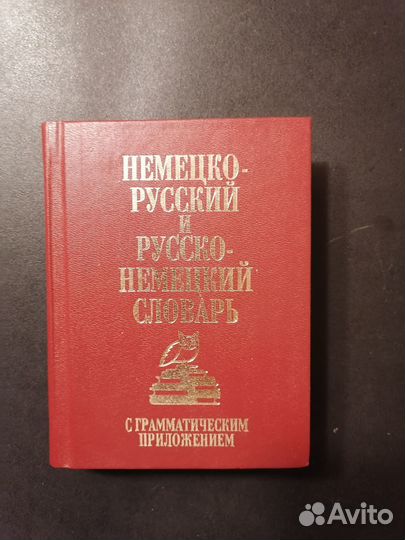 НЕМЕЦКО-
РУССКИЙ
И
РУССКО-
НЕМЕЦКИЙ
СЛОВАРЬ
С ГРАММАТИЧЕСКИМ
ПРИЛОЖЕНИЕМ
Avito